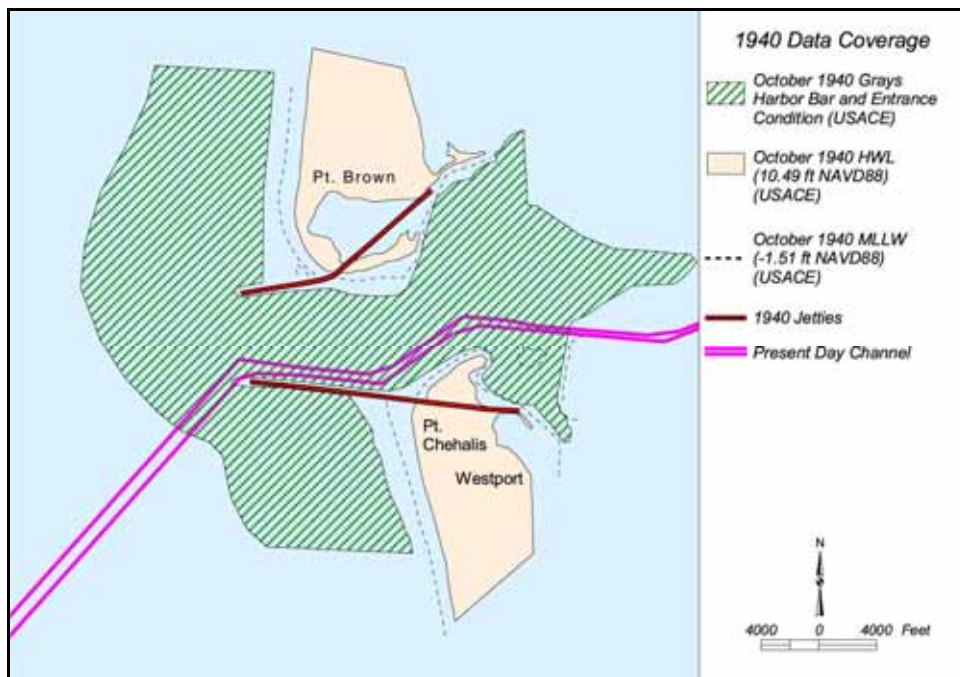 1940 Data Coverage
October 1940 Grays
Harbor Bar and Entrance
Condition (USACE)
October 1940 HWL
(10.49 ft NAVD88)
(USACE)
October 1940 MLLW
(-1.51 ft NAVD88)
(USACE)
1940 Jetties
Present Day Channel
Pt. Brown
Pt.
Chehalis
Westport
N
4000 0 4000 Feet